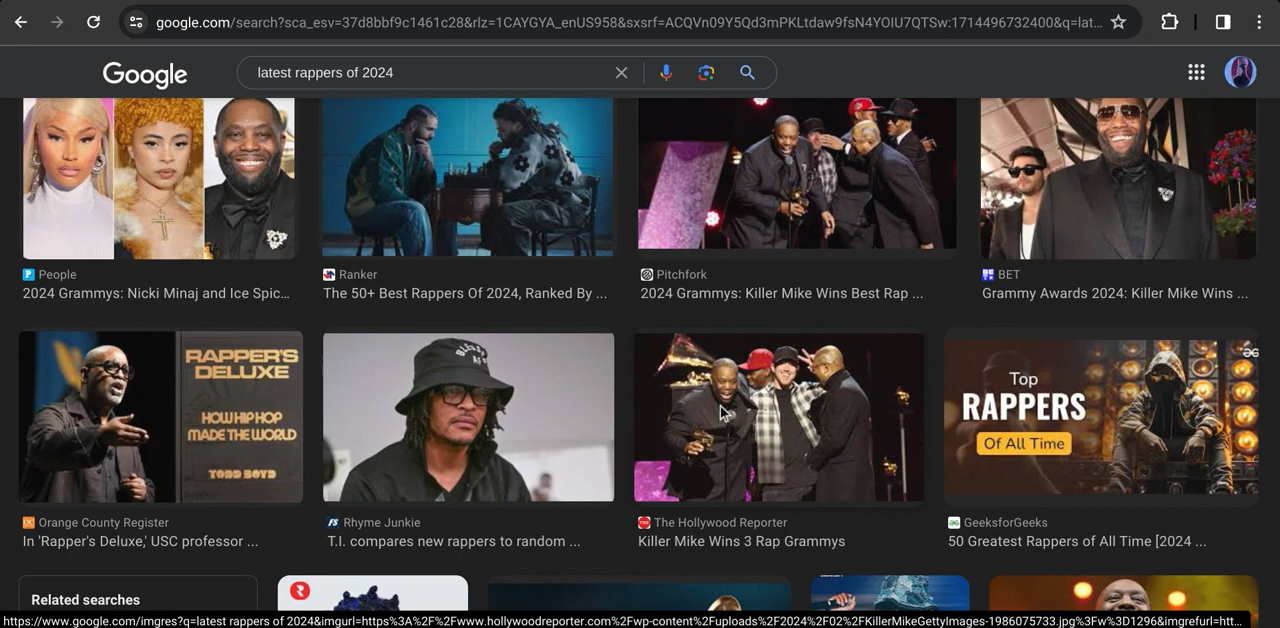 google.com/search?sca_esv=37d8bbf9c1461c28&rlz=1CAYGYA_enUS958&sxsrf=ACQVn09Y5Qd3mPKLtdaw9fsN4YOIU7QTSw:1714496732400&q=lat...
Google
latest rappers of 2024
People
2024 Grammys: Nicki Minaj and Ice Spic...
Ranker
The 50+ Best Rappers Of 2024, Ranked By ...
Pitchfork
2024 Grammys: Killer Mike Wins Best Rap ...
BET
Grammy Awards 2024: Killer Mike Wins ...
RAPPER'S
DELUXE
HOW HIP HOP
MADE THE WORLD
TODD BOYD
Top
RAPPERS
Of All Time
Orange County Register
In 'Rapper's Deluxe,' USC professor ...
Rhyme Junkie
T.I. compares new rappers to random ...
The Hollywood Reporter
Killer Mike Wins 3 Rap Grammys
GeeksforGeeks
50 Greatest Rappers of All Time [2024 ...
Related searches
https://www.google.com/imgres?q=latest rappers of 2024&imgurl=https%3A%2F%2Fwww.hollywoodreporter.com%2Fwp-content%2Fuploads%2F2024%2F02%2FKillerMikeGettyImages-1986075733.jpg%3Fw%3D1296&imgrefurl=htt...